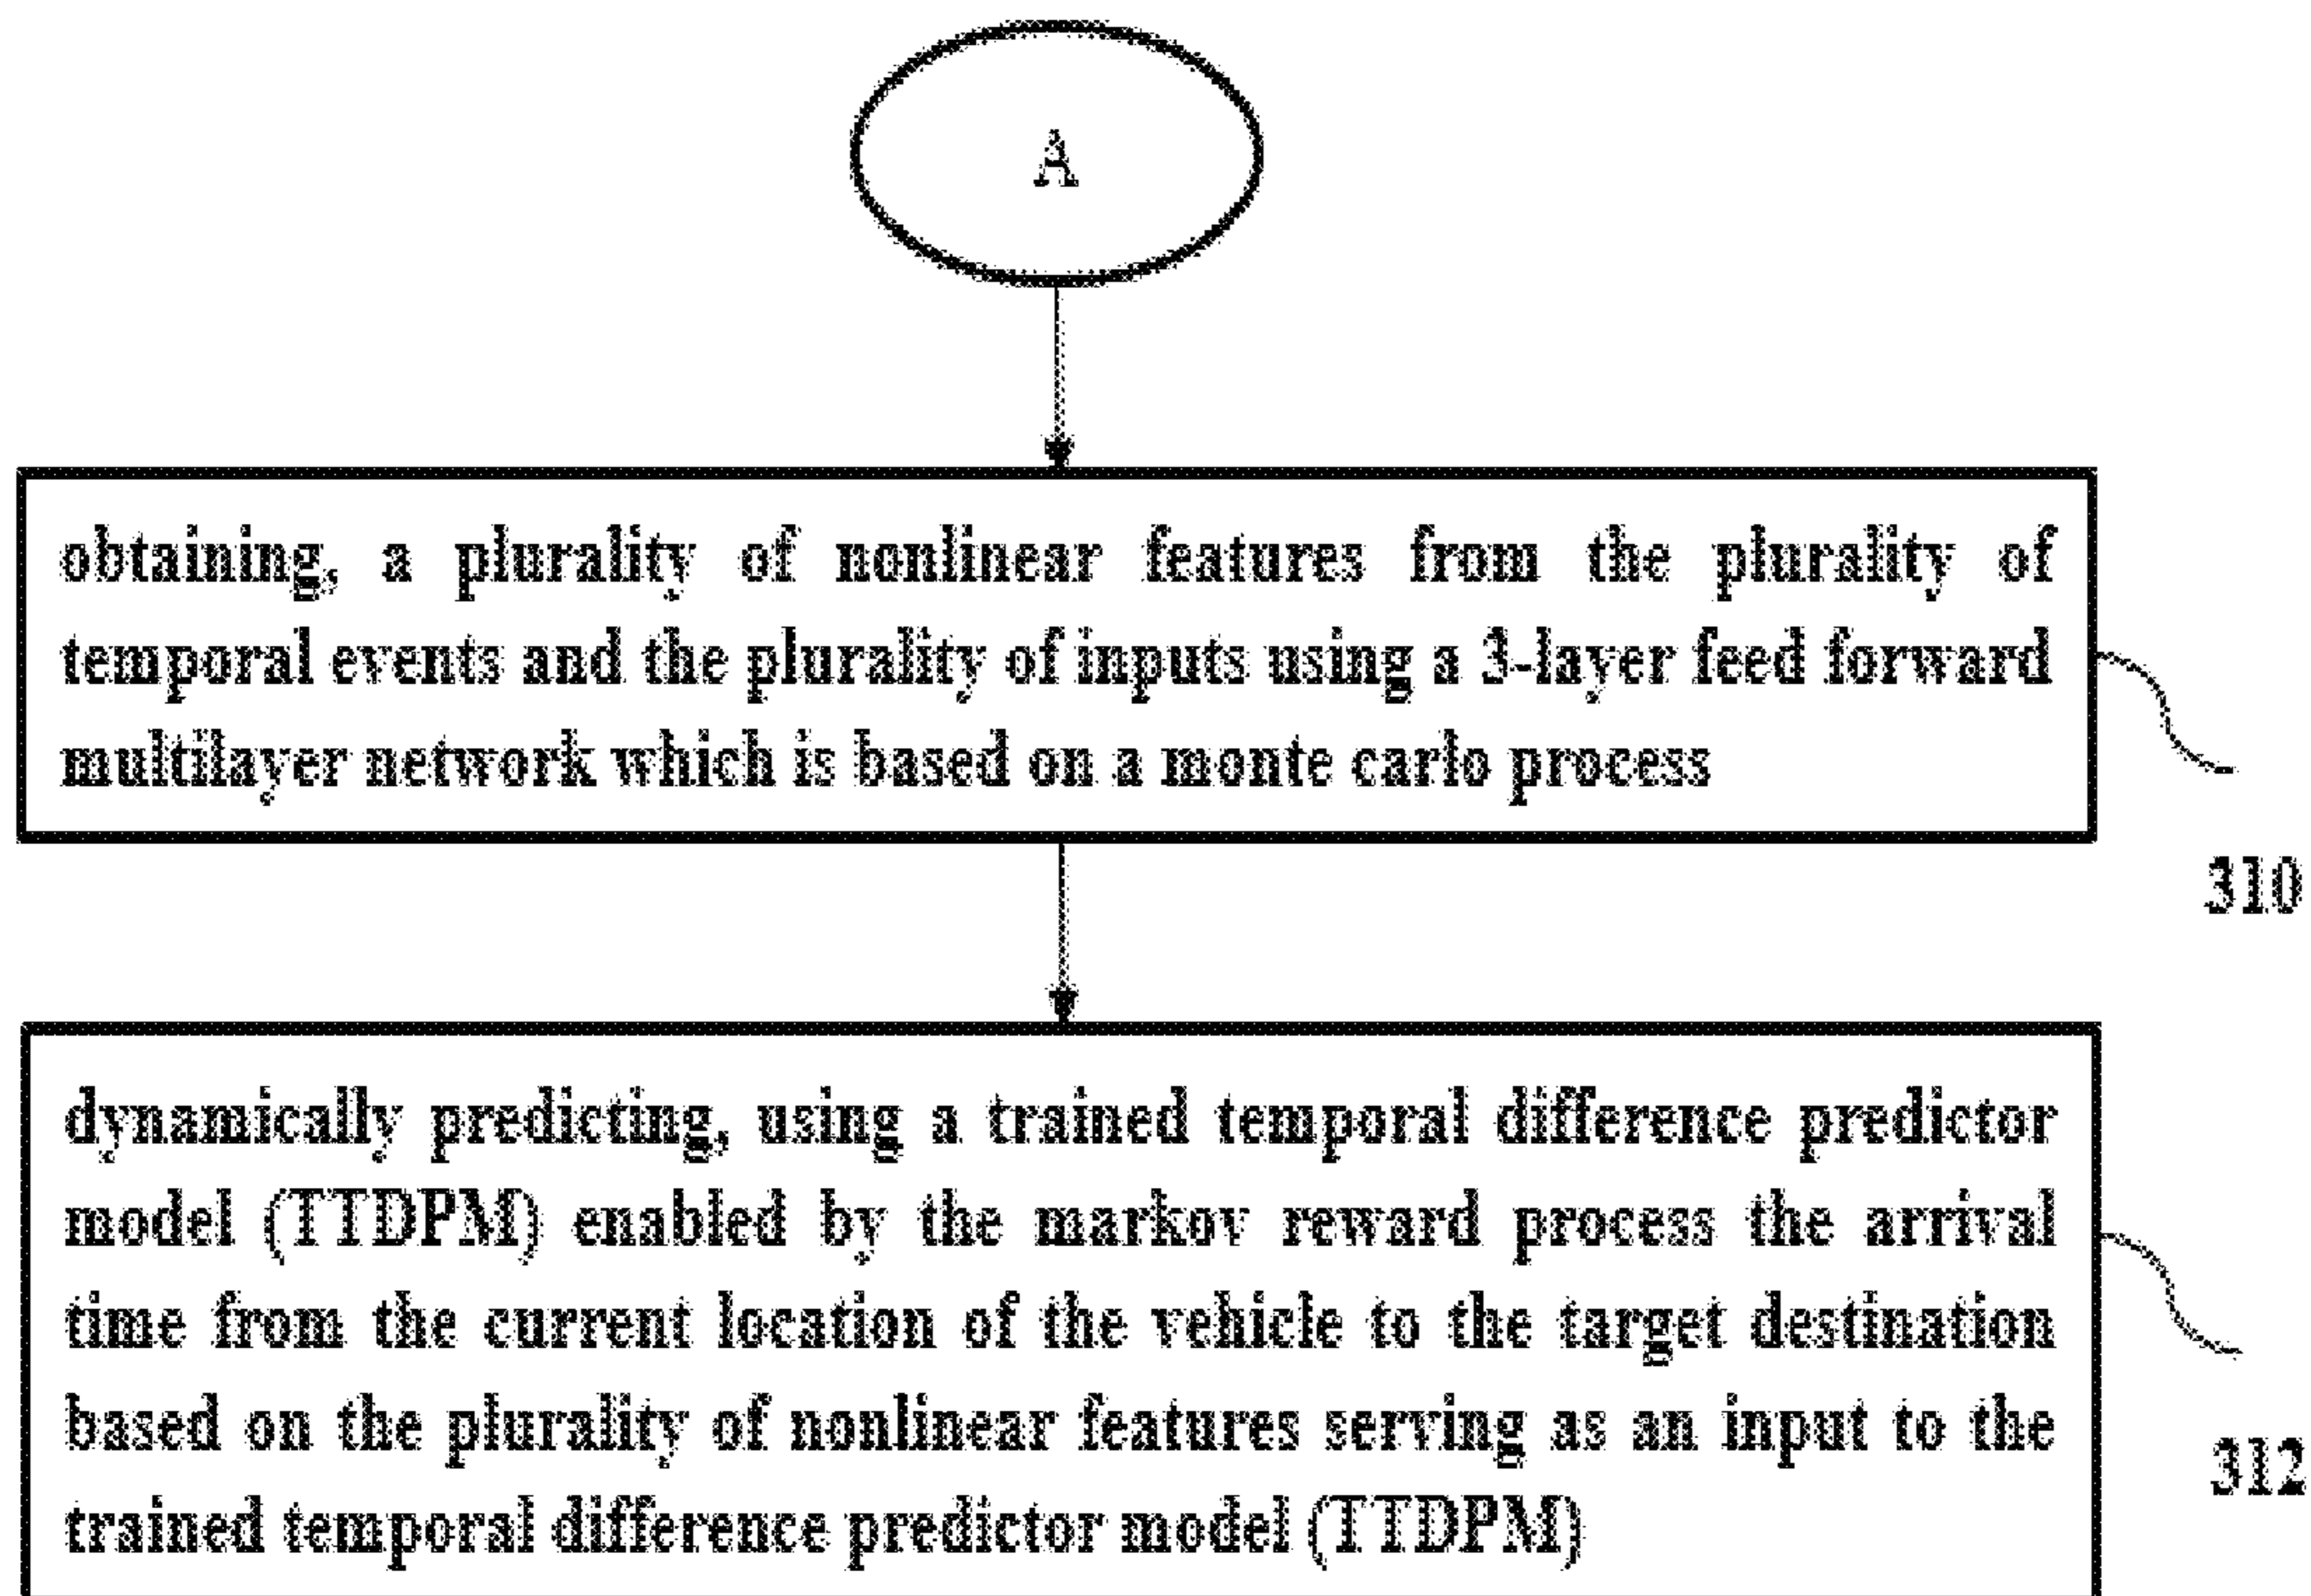 A
obtaining, a plurality of nonlinear features from the plurality of
temporal events and the plurality of inputs using a 3-layer feed forward
multilayer network which is based on a monte carlo process
310
dynamically predicting, using a trained temporal difference predictor
model (TTDPM) enabled by the markov reward process the arrival
time from the current location of the vehicle to the target destination
based on the plurality of nonlinear features serving as an input to the
trained temporal difference predictor model (TTDPM)
312